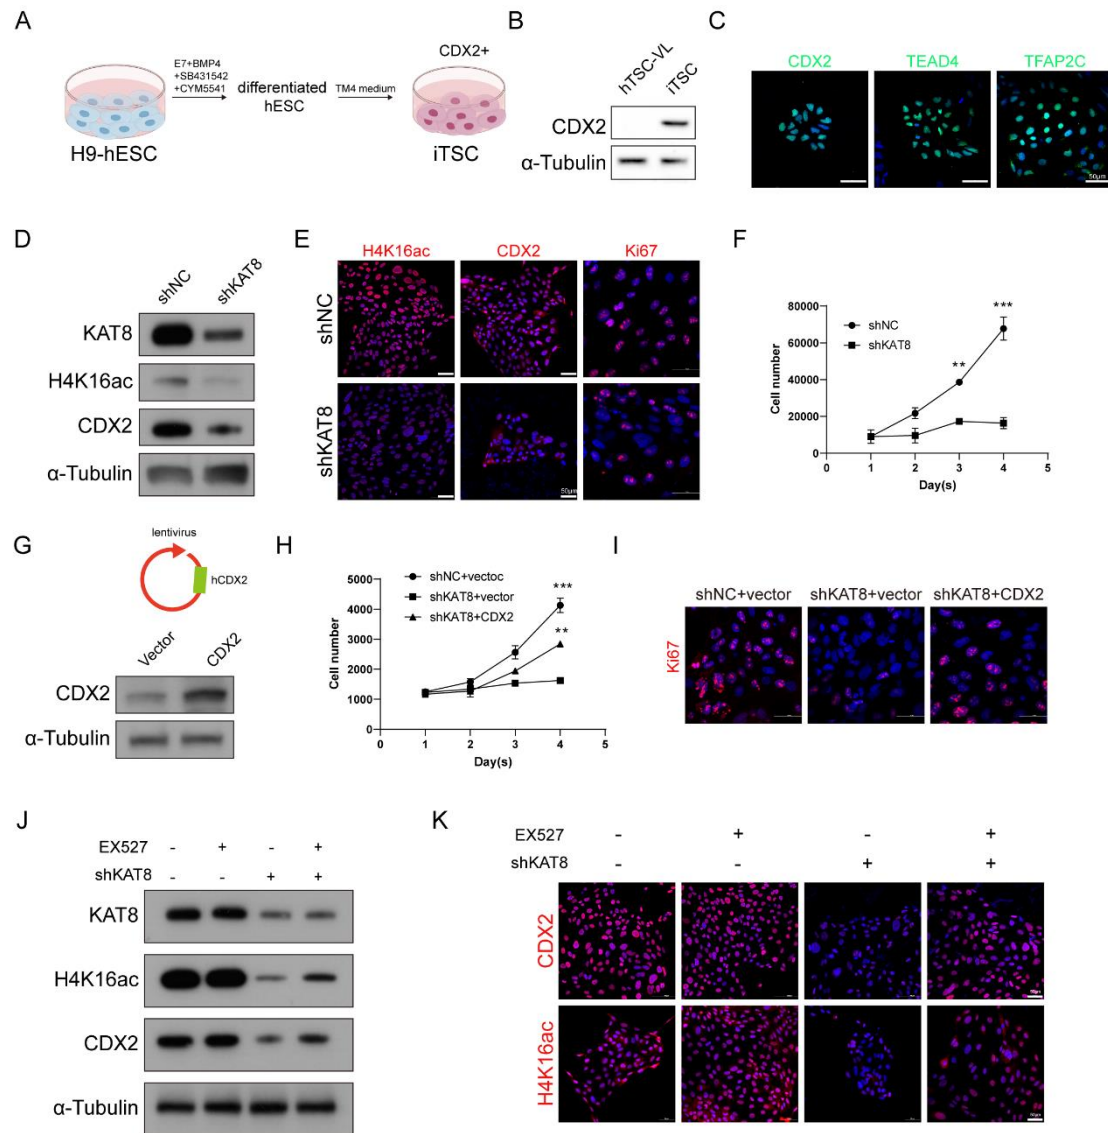 A
E7+BMP4
+SB431542
+CYM5541
differentiated
hESC
TM4 medium
CDX2+
H9-hESC
iTSC
B
hTSC-VL
iTSC
CDX2
α-Tubulin
C
CDX2
TEAD4
TFAP2C
50μm
D
shNC
shKAT8
KAT8
H4K16ac
CDX2
α-Tubulin
E
H4K16ac
CDX2
Ki67
shNC
shKAT8
50μm
F
80000
60000
40000
20000
0
Cell number
shNC
shKAT8
**
***
0 1 2 3 4 5
Day(s)
G
lentivirus
hCDX2
Vector
CDX2
CDX2
α-Tubulin
H
5000
4000
3000
2000
1000
0
Cell number
shNC+vectoc
shKAT8+vector
shKAT8+CDX2
***
**
0 1 2 3 4 5
Day(s)
I
shNC+vector
shKAT8+vector
shKAT8+CDX2
Ki67
J
EX527 - + - +
shKAT8 - - + +
KAT8
H4K16ac
CDX2
α-Tubulin
K
EX527 - + - +
shKAT8 - - + +
CDX2
H4K16ac
50μm